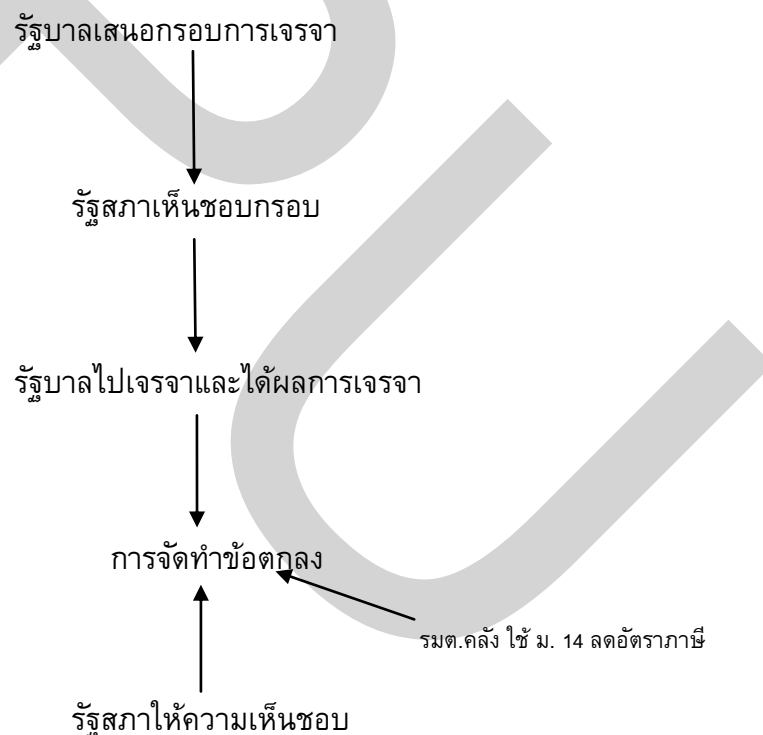 รัฐบาลเสนอกรอบการเจรจา
รัฐสภาเห็นชอบกรอบ
รัฐบาลไปเจรจาและได้ผลการเจรจา
การจัดทำข้อตกลง
รมต.คลัง ใช้ ม. 14 ลดอัตราภาษี
รัฐสภาให้ความเห็นชอบ